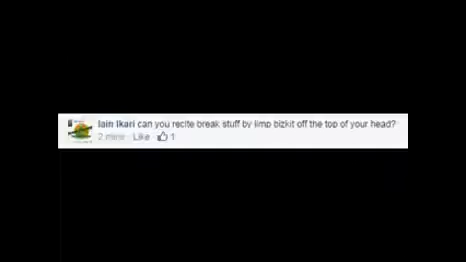 Iain Ikari can you recite break stuff by limp bizkit off the top of your head?
2 mins · Like · 1